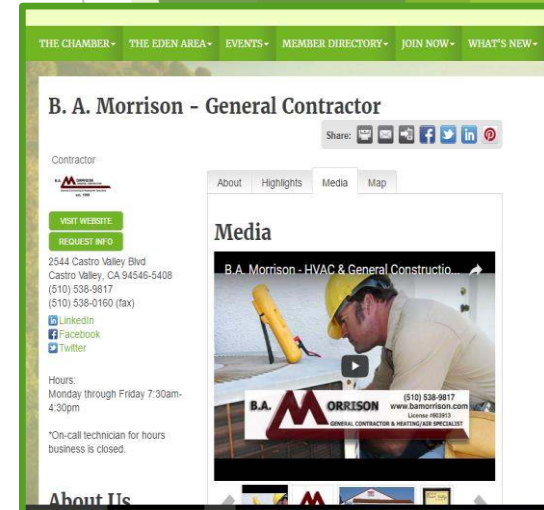 THE CHAMBER THE EDEN AREA EVENTS MEMBER DIRECTORY JOIN NOW WHAT'S NEW
B. A. Morrison - General Contractor
Share:
Contractor
B.A. MORRISON
About Highlights Media Map
VISIT WEBSITE
REQUEST INFO
2544 Castro Valley Blvd
Castro Valley, CA 94546-5408
(510) 538-9817
(510) 538-0160 (fax)
LinkedIn
Facebook
Twitter
Hours:
Monday through Friday 7:30am-
4:30pm
*On-call technician for hours
business is closed.
About Us
Media
B.A. Morrison - HVAC & General Constructio...
B.A. MORRISON
(510) 538-9817
www.bamorrison.com
License #803913
GENERAL CONTRACTOR & HEATING/AIR SPECIALIST